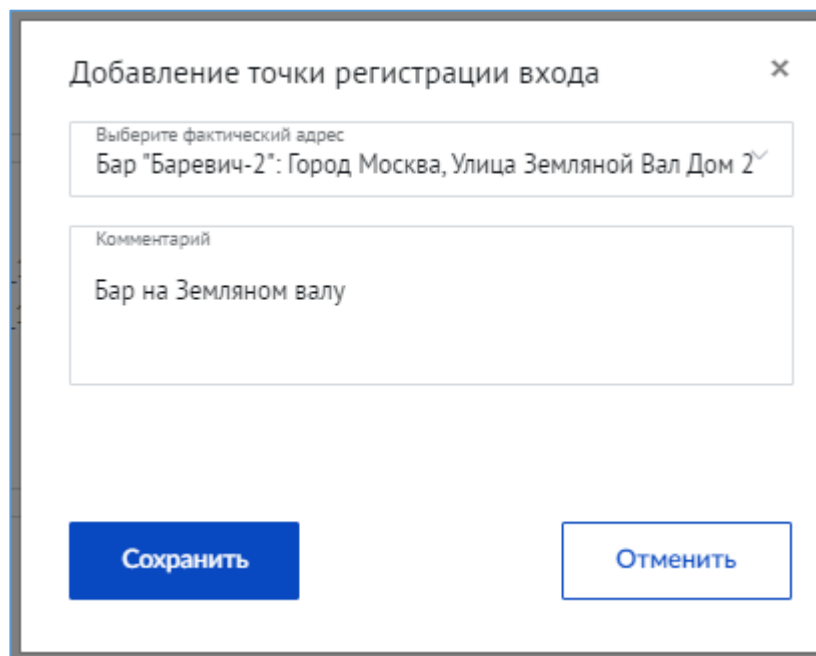 Добавление точки регистрации входа
Выберите фактический адрес
Бар "Баревич-2": Город Москва, Улица Земляной Вал Дом 2
Комментарий
Бар на Земляном валу
Сохранить
Отменить